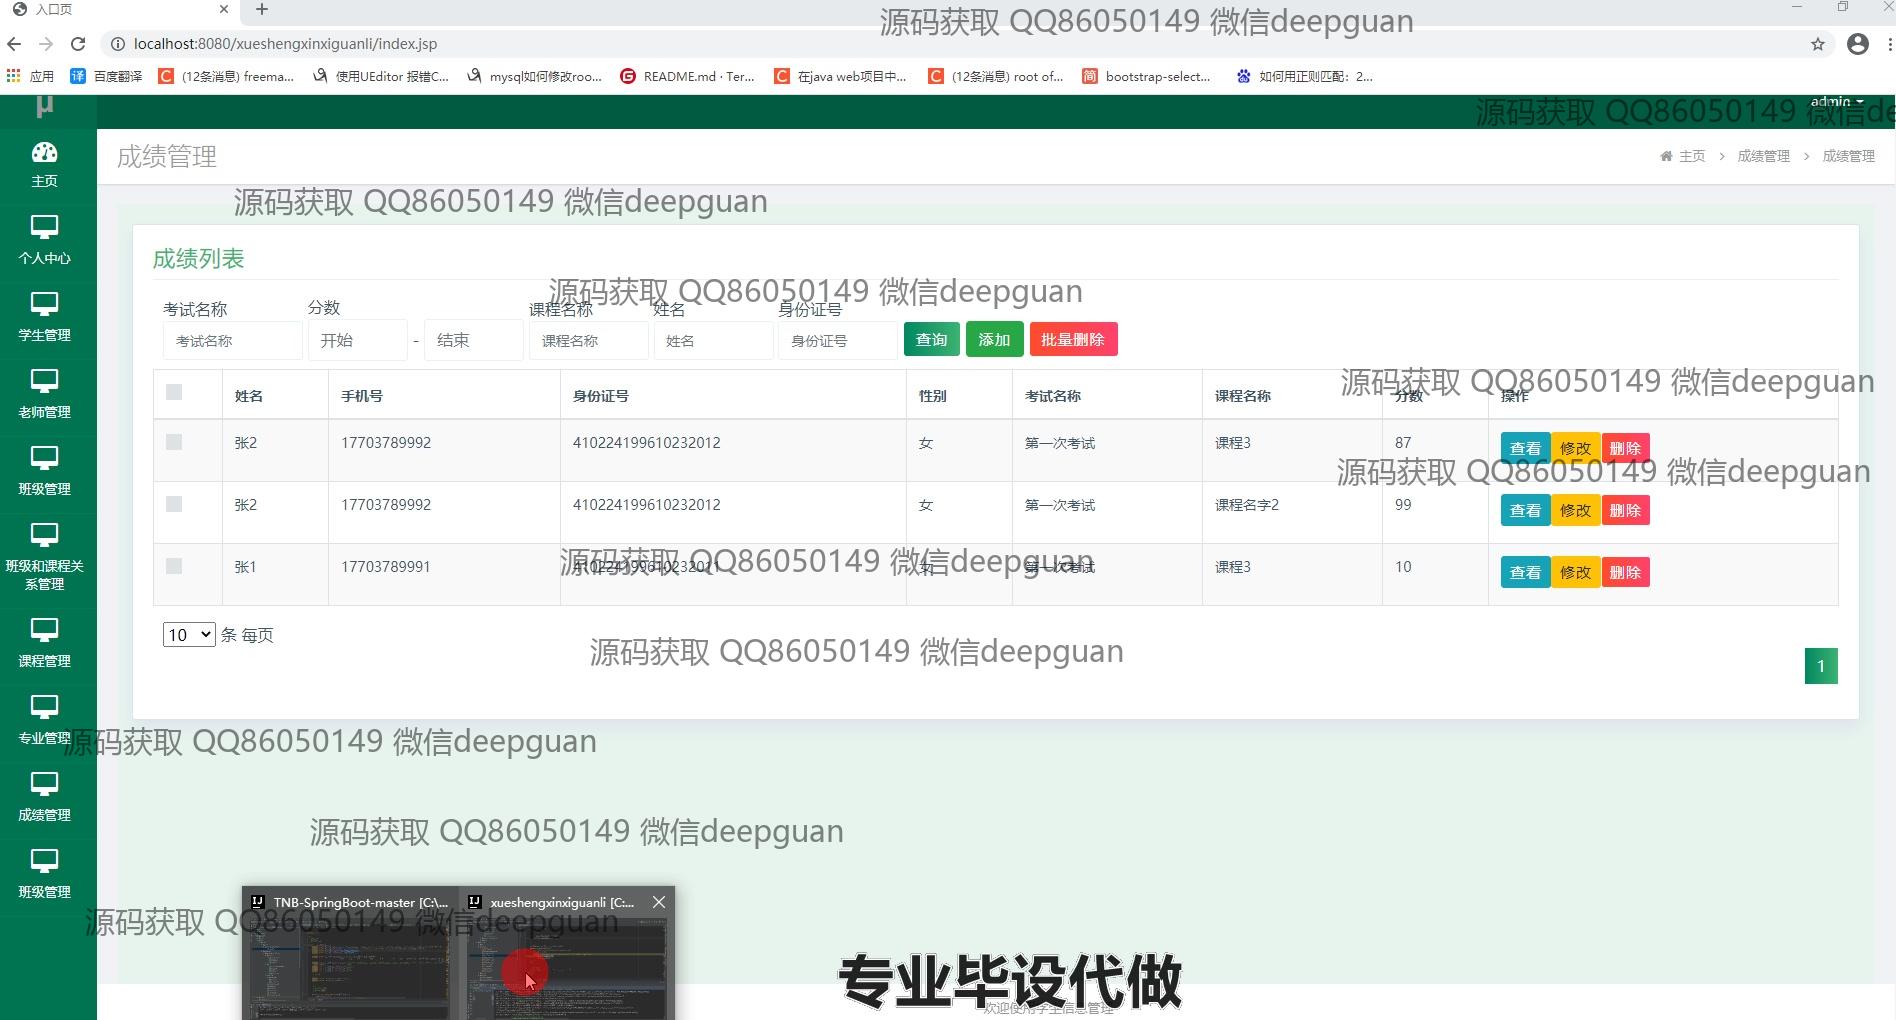 入口页
源码获取 QQ86050149 微信deepguan
localhost:8080/xueshengxinxiguanli/index.jsp
应用 百度翻译 (12条消息) freema... 使用UEditor 报错C... mysql如何修改roo... README.md · Ter... 在java web项目中... (12条消息) root of... bootstrap-select... 如何用正则匹配：2...
μ
admin
源码获取 QQ86050149 微信de
成绩管理
主页 > 成绩管理 > 成绩管理
主页
源码获取 QQ86050149 微信deepguan
个人中心
成绩列表
源码获取 QQ86050149 微信deepguan
考试名称 分数 课程名称 姓名 身份证号
学生管理
考试名称 开始 - 结束 课程名称 姓名 身份证号 查询 添加 批量删除
源码获取 QQ86050149 微信deepguan
姓名 手机号 身份证号 性别 考试名称 课程名称 分数 操作
老师管理
张2 17703789992 410224199610232012 女 第一次考试 课程3 87 查看 修改 删除
源码获取 QQ86050149 微信deepguan
班级管理
张2 17703789992 410224199610232012 女 第一次考试 课程名字2 99 查看 修改 删除
源码获取 QQ86050149 微信deepguan
张1 17703789991 410224199610232011 女 第一次考试 课程3 10 查看 修改 删除
班级和课程关
系管理
10 条 每页
源码获取 QQ86050149 微信deepguan
课程管理
1
专业管理
源码获取 QQ86050149 微信deepguan
成绩管理
源码获取 QQ86050149 微信deepguan
班级管理
TNB-SpringBoot-master [C:\... xueshengxinxiguanli [C:...
源码获取 QQ86050149 微信deepguan
专业毕设代做
欢迎使用学生信息管理